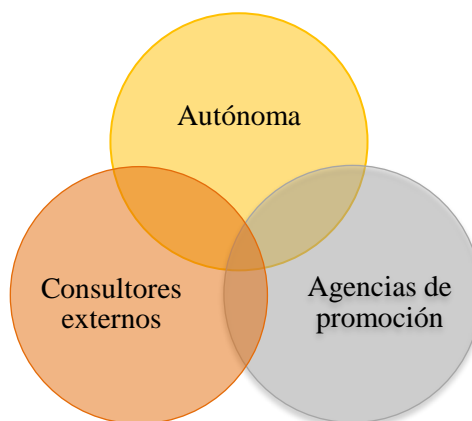 Autónoma
Consultores
externos
Agencias de
promoción